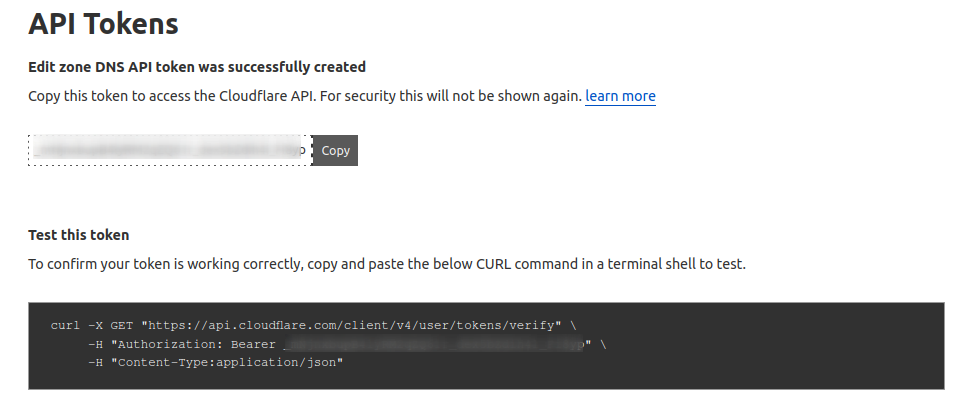 API Tokens
Edit zone DNS API token was successfully created
Copy this token to access the Cloudflare API. For security this will not be shown again. learn more
Copy
Test this token
To confirm your token is working correctly, copy and paste the below CURL command in a terminal shell to test.
curl -X GET "https://api.cloudflare.com/client/v4/user/tokens/verify" \
-H "Authorization: Bearer " \
-H "Content-Type:application/json"